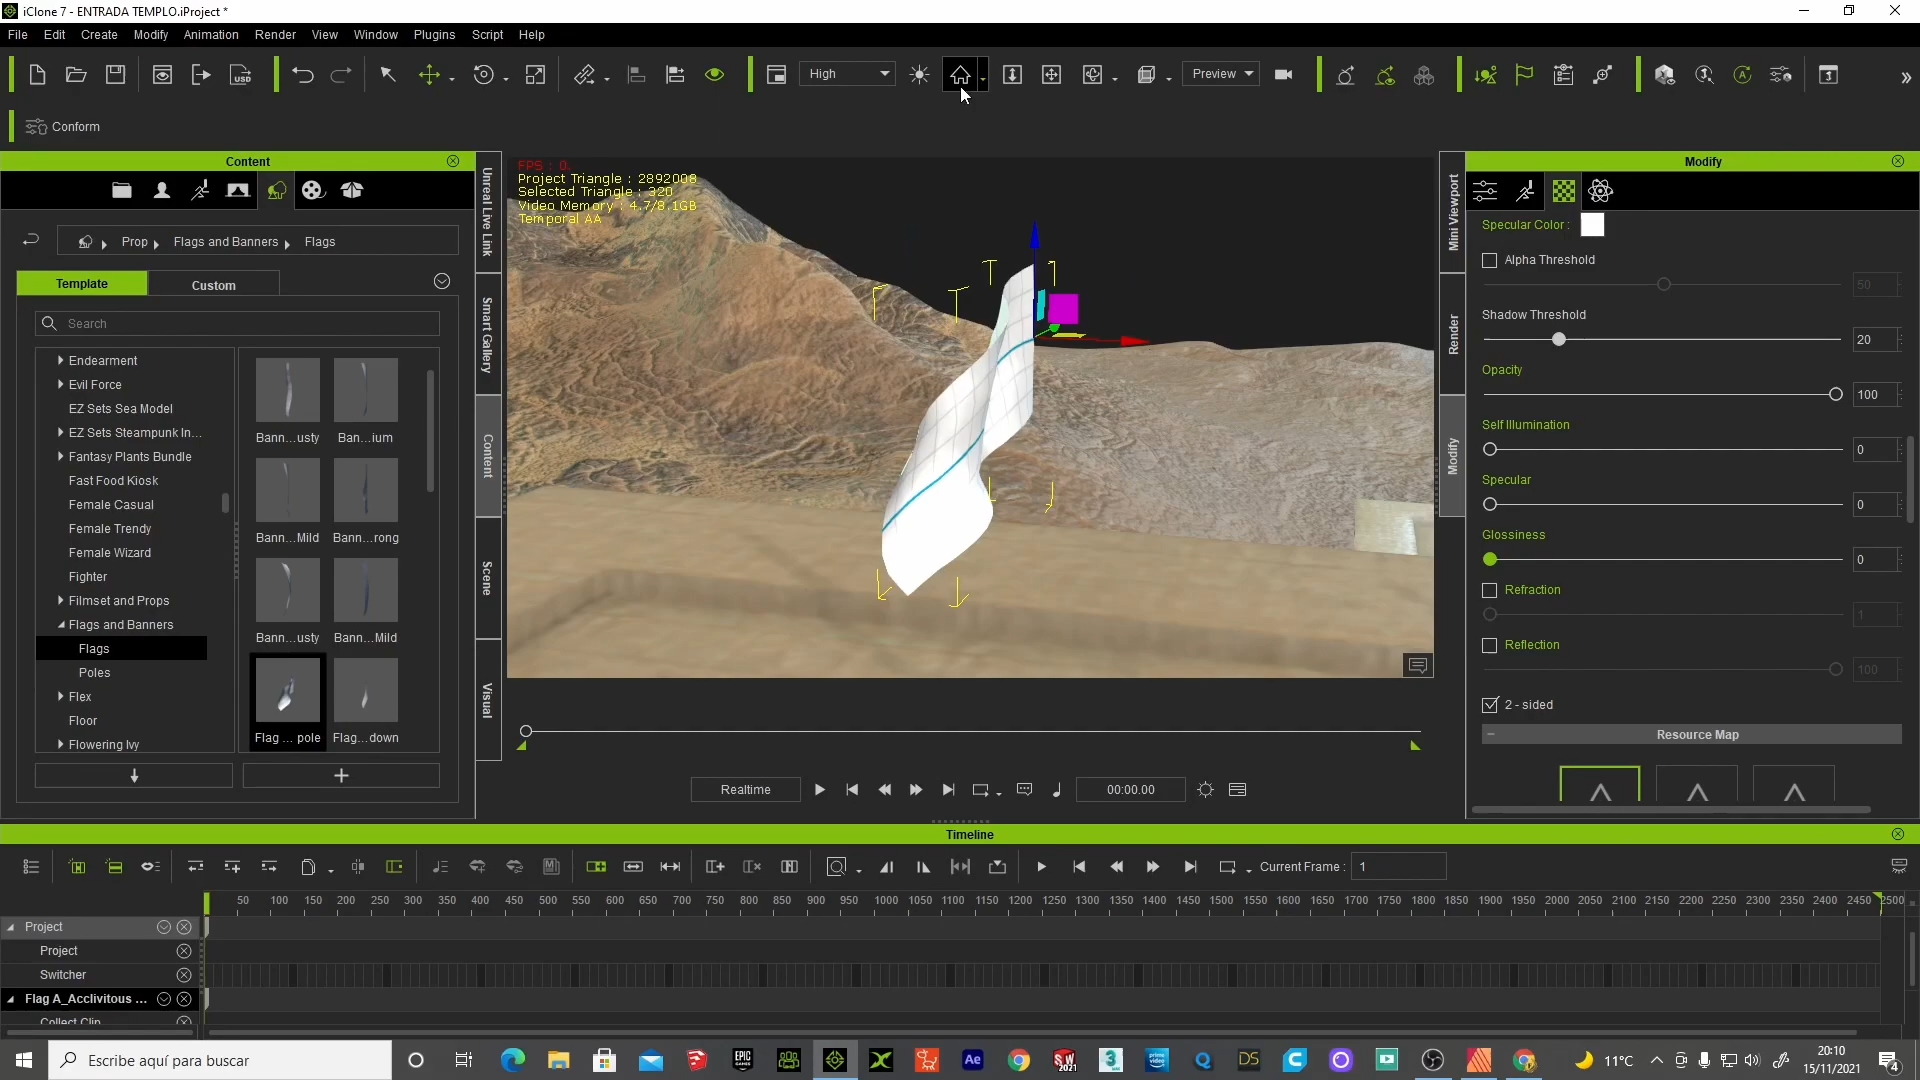 iClone 7 - ENTRADA TEMPLO.iProject *
File Edit Create Modify Animation Render View Window Plugins Script Help
USD High Preview
Conform
Content
Prop Flags and Banners Flags
Template Custom
Search
Endearment
Evil Force
EZ Sets Sea Model
EZ Sets Steampunk In...
Fantasy Plants Bundle
Fast Food Kiosk
Female Casual
Female Trendy
Female Wizard
Fighter
Filmset and Props
Flags and Banners
Flags
Poles
Flex
Floor
Flowering Ivy
Bann...usty Ban...ium
Bann...Mild Bann...rong
Bann...usty Bann...Mild
Flag ... pole Flag...down
Unreal Live Link
Smart Gallery
Content
Scene
Visual
FPS : 0.
Project Triangle : 2892008
Selected Triangle : 320
Video Memory : 4.7/8.1GB
Temporal AA
Realtime 00:00.00
Mini Viewport
Render
Modify
Modify
Specular Color :
Alpha Threshold
50
Shadow Threshold
20
Opacity
100
Self Illumination
0
Specular
0
Glossiness
0
Refraction
1
Reflection
100
2 - sided
Resource Map
Timeline
Current Frame : 1
50 100 150 200 250 300 350 400 450 500 550 600 650 700 750 800 850 900 950 1000 1050 1100 1150 1200 1250 1300 1350 1400 1450 1500 1550 1600 1650 1700 1750 1800 1850 1900 1950 2000 2050 2100 2150 2200 2250 2300 2350 2400 2450 2500
Project
Project
Switcher
Flag A_Acclivitous ...
Collect Clip
Escribe aquí para buscar
EPIC GAMES
Ae
SW 2021
3
prime video
DS
11°C
20:10
15/11/2021
4